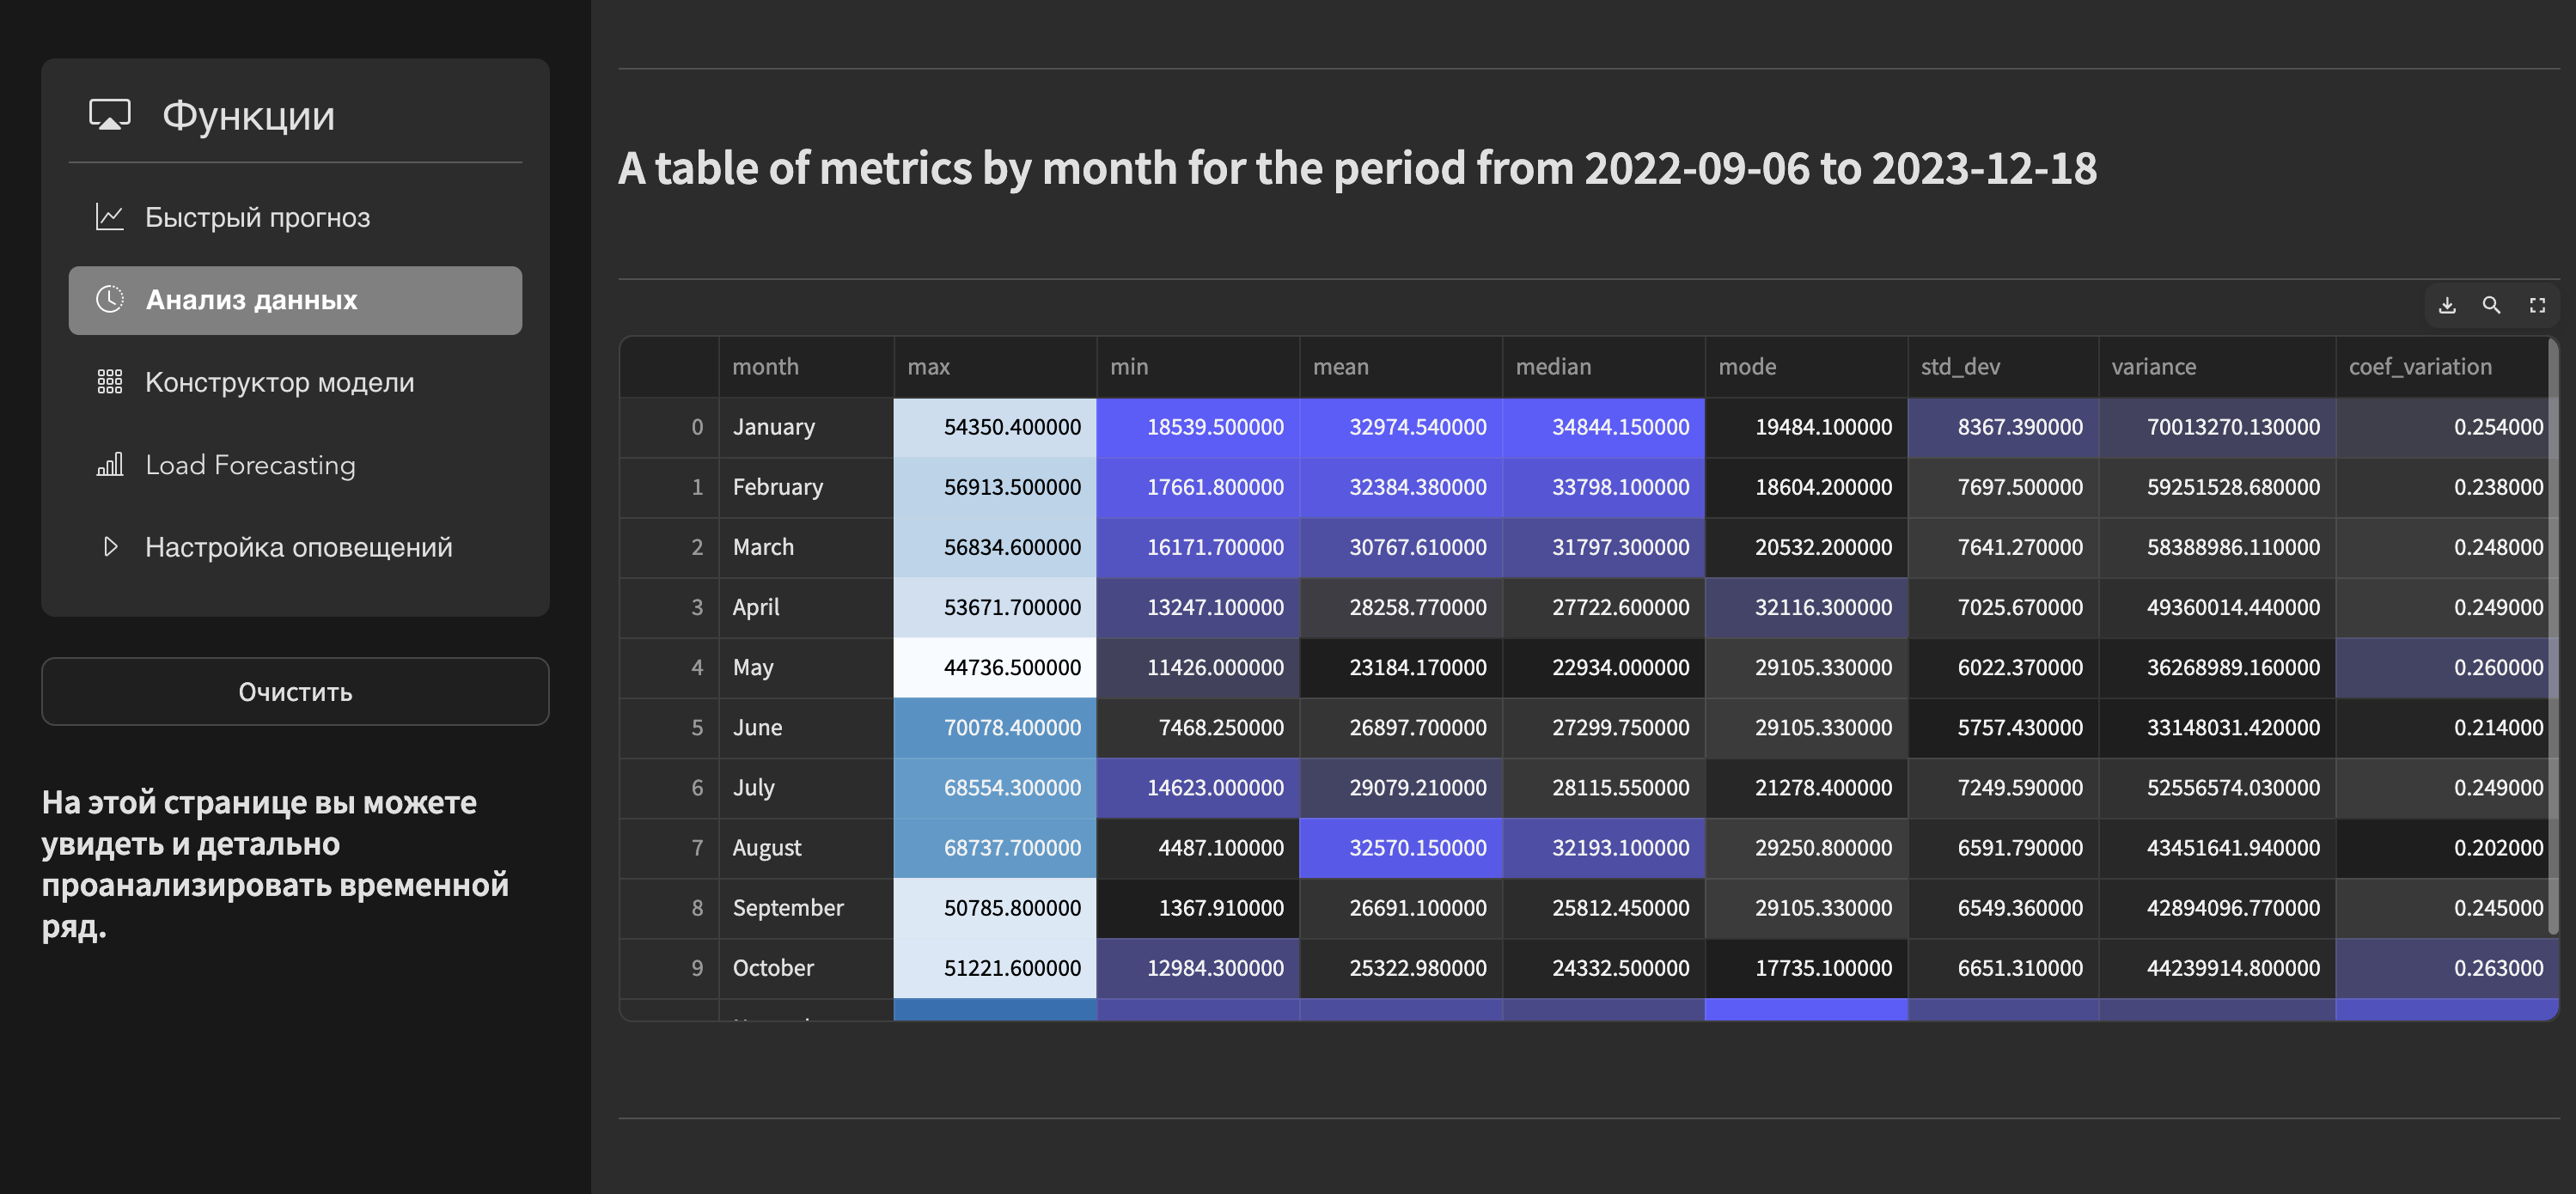 Функции
Быстрый прогноз
Анализ данных
Конструктор модели
Load Forecasting
Настройка оповещений
Очистить
На этой странице вы можете
увидеть и детально
проанализировать временной
ряд.
A table of metrics by month for the period from 2022-09-06 to 2023-12-18
month max min mean median mode std_dev variance coef_variation
0 January 54350.400000 18539.500000 32974.540000 34844.150000 19484.100000 8367.390000 70013270.130000 0.254000
1 February 56913.500000 17661.800000 32384.380000 33798.100000 18604.200000 7697.500000 59251528.680000 0.238000
2 March 56834.600000 16171.700000 30767.610000 31797.300000 20532.200000 7641.270000 58388986.110000 0.248000
3 April 53671.700000 13247.100000 28258.770000 27722.600000 32116.300000 7025.670000 49360014.440000 0.249000
4 May 44736.500000 11426.000000 23184.170000 22934.000000 29105.330000 6022.370000 36268989.160000 0.260000
5 June 70078.400000 7468.250000 26897.700000 27299.750000 29105.330000 5757.430000 33148031.420000 0.214000
6 July 68554.300000 14623.000000 29079.210000 28115.550000 21278.400000 7249.590000 52556574.030000 0.249000
7 August 68737.700000 4487.100000 32570.150000 32193.100000 29250.800000 6591.790000 43451641.940000 0.202000
8 September 50785.800000 1367.910000 26691.100000 25812.450000 29105.330000 6549.360000 42894096.770000 0.245000
9 October 51221.600000 12984.300000 25322.980000 24332.500000 17735.100000 6651.310000 44239914.800000 0.263000